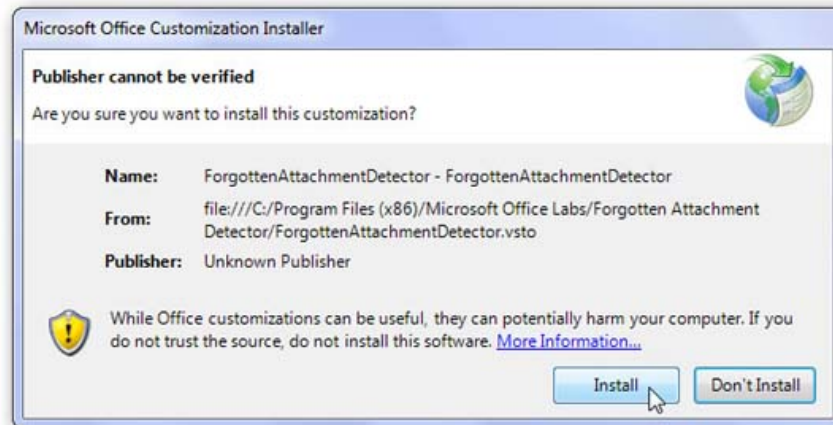 Microsoft Office Customization Installer
Publisher cannot be verified
Are you sure you want to install this customization?
Name: ForgottenAttachmentDetector - ForgottenAttachmentDetector
From: file:///C:/Program Files (x86)/Microsoft Office Labs/Forgotten Attachment
Detector/ForgottenAttachmentDetector.vsto
Publisher: Unknown Publisher
While Office customizations can be useful, they can potentially harm your computer. If you
do not trust the source, do not install this software. More Information...
Install Don't Install